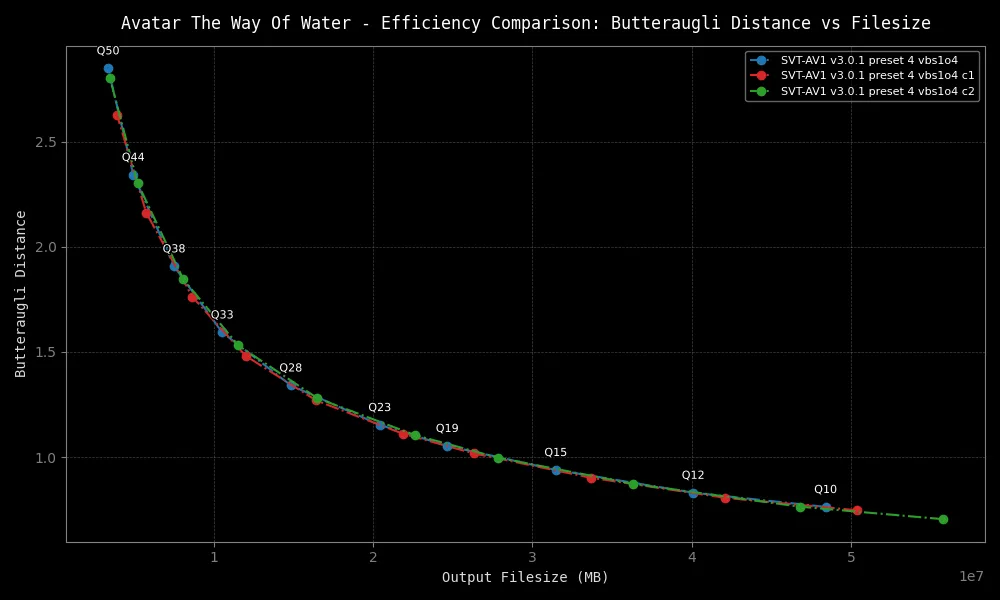 Avatar The Way Of Water - Efficiency Comparison: Butteraugli Distance vs Filesize
SVT-AV1 v3.0.1 preset 4 vbs1o4
SVT-AV1 v3.0.1 preset 4 vbs1o4 c1
SVT-AV1 v3.0.1 preset 4 vbs1o4 c2
Q50
Q44
Q38
Q33
Q28
Q23
Q19
Q15
Q12
Q10
Butteraugli Distance
2.5
2.0
1.5
1.0
1 2 3 4 5
1e7
Output Filesize (MB)